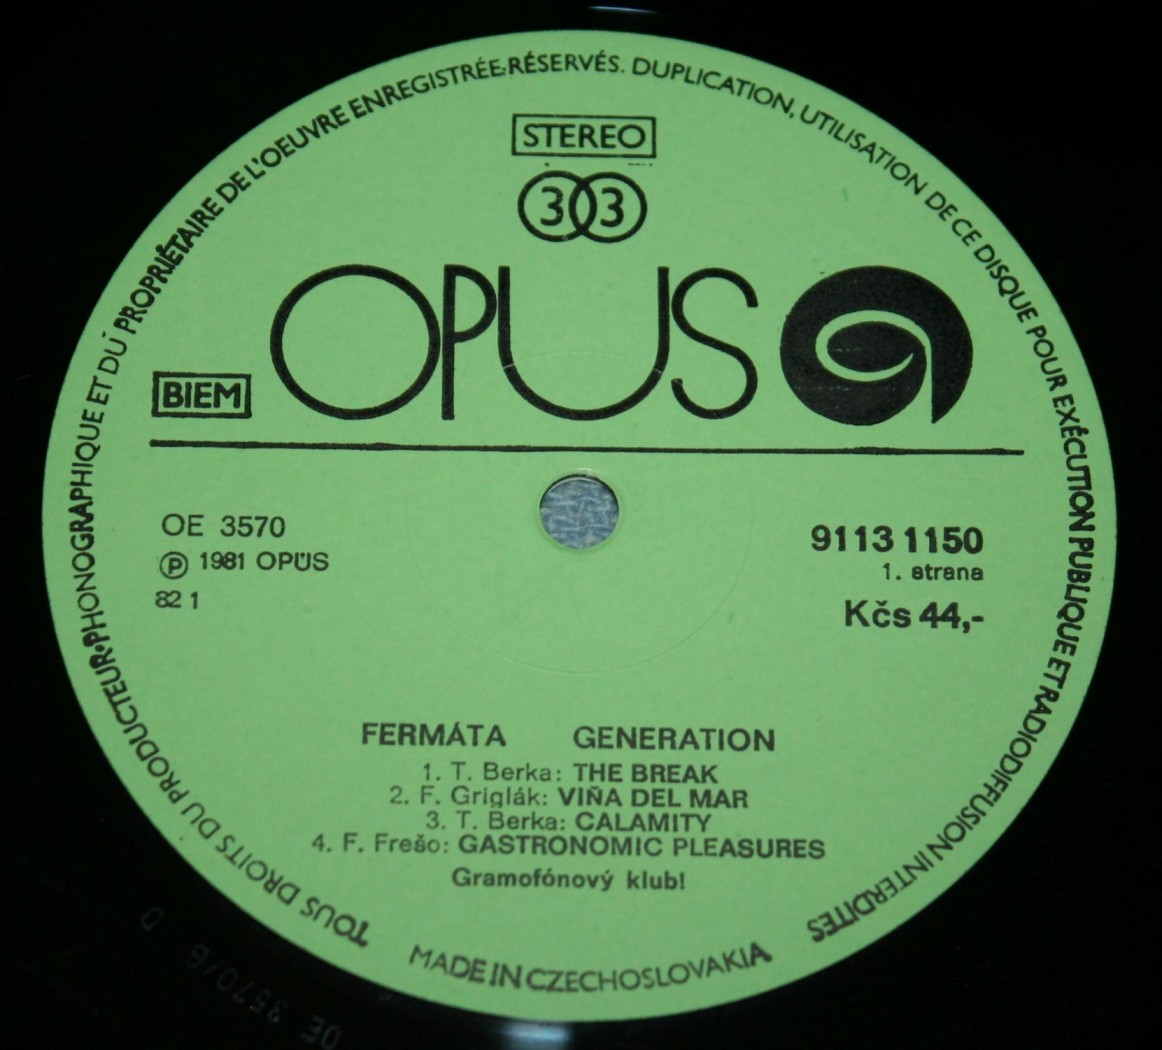 TOUS DROITS DU PRODUCTEUR·PHONOGRAPHIQUE ET DU PROPRIÉTAIRE DE L'OEUVRE ENREGISTRÉE·RÉSERVÉS. DUPLICATION, UTILISATION DE CE DISQUE POUR EXÉCUTION PUBLIQUE ET RADIODIFFUSION INTERDITES
STEREO
33
OPUS
BIEM
OE 3570
Ⓟ 1981 OPUS
82 1
9113 1150
1. strana
Kčs 44,-
FERMÁTA GENERATION
1. T. Berka: THE BREAK
2. F. Griglák: VIÑA DEL MAR
3. T. Berka: CALAMITY
4. F. Frešo: GASTRONOMIC PLEASURES
Gramofónový klub!
MADE IN CZECHOSLOVAKIA
OE 3570/6 D